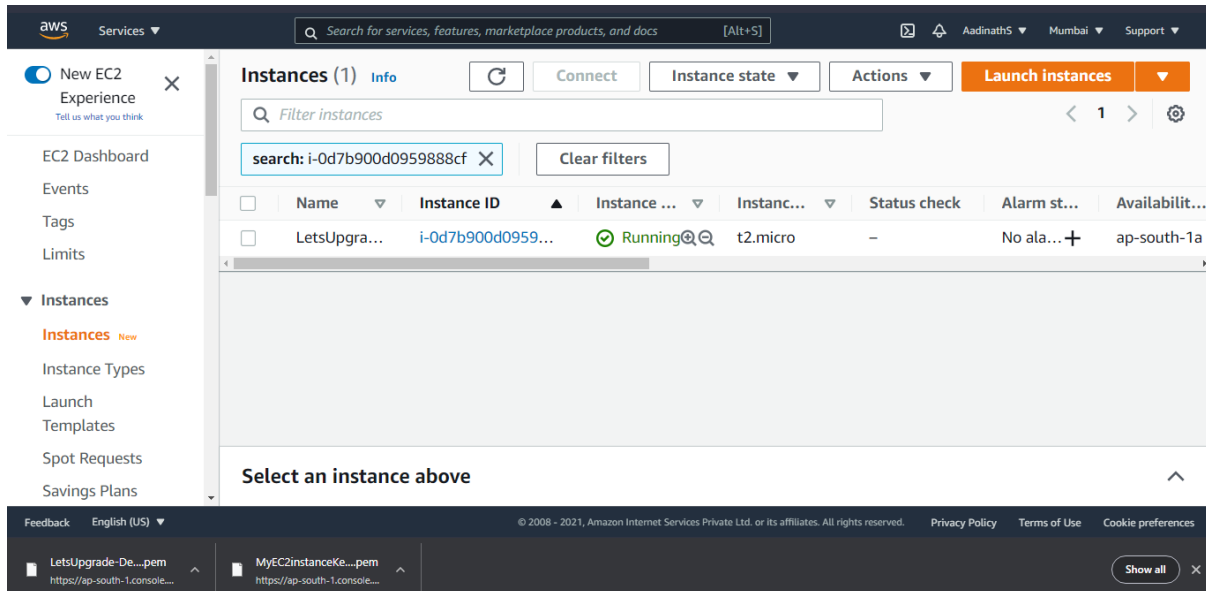 aws
Services ▼
Search for services, features, marketplace products, and docs
[Alt+S]
AadinathS ▼
Mumbai ▼
Support ▼
New EC2
Experience
Tell us what you think
EC2 Dashboard
Events
Tags
Limits
▼ Instances
Instances New
Instance Types
Launch
Templates
Spot Requests
Savings Plans
Instances (1) Info
Connect
Instance state ▼
Actions ▼
Launch instances ▼
Filter instances
< 1 >
search: i-0d7b900d0959888cf X
Clear filters
Name Instance ID ▲ Instance ... Instanc... Status check Alarm st... Availabilit...
LetsUpgra... i-0d7b900d0959... Running t2.micro – No ala... + ap-south-1a
Select an instance above
Feedback English (US) ▼ © 2008 - 2021, Amazon Internet Services Private Ltd. or its affiliates. All rights reserved. Privacy Policy Terms of Use Cookie preferences
LetsUpgrade-De....pem
https://ap-south-1.console....
MyEC2instanceKe....pem
https://ap-south-1.console....
Show all X